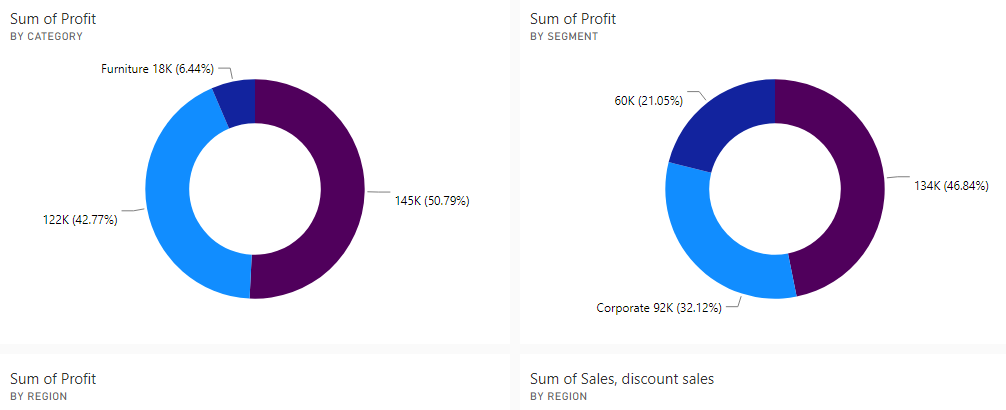 Sum of Profit
BY CATEGORY
Furniture 18K (6.44%)
145K (50.79%)
122K (42.77%)
Sum of Profit
BY SEGMENT
60K (21.05%)
134K (46.84%)
Corporate 92K (32.12%)
Sum of Profit
BY REGION
Sum of Sales, discount sales
BY REGION